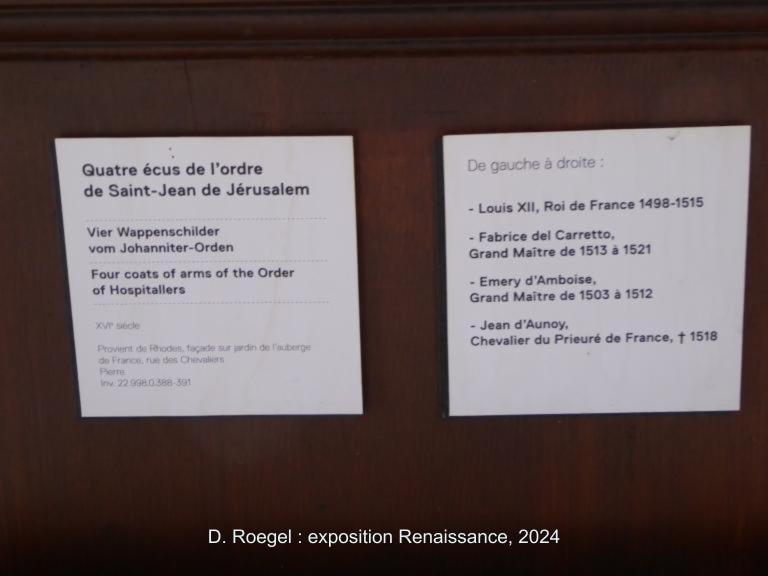 Quatre écus de l'ordre
de Saint-Jean de Jérusalem
Vier Wappenschilder
vom Johanniter-Orden
Four coats of arms of the Order
of Hospitallers
XVIᵉ siècle
Provient de Rhodes, façade sur jardin de l'auberge
de France, rue des Chevaliers
Pierre
Inv. 22.998.0.388-391
De gauche à droite :
- Louis XII, Roi de France 1498-1515
- Fabrice del Carretto,
Grand Maître de 1513 à 1521
- Emery d'Amboise,
Grand Maître de 1503 à 1512
- Jean d'Aunoy,
Chevalier du Prieuré de France, † 1518
D. Roegel : exposition Renaissance, 2024